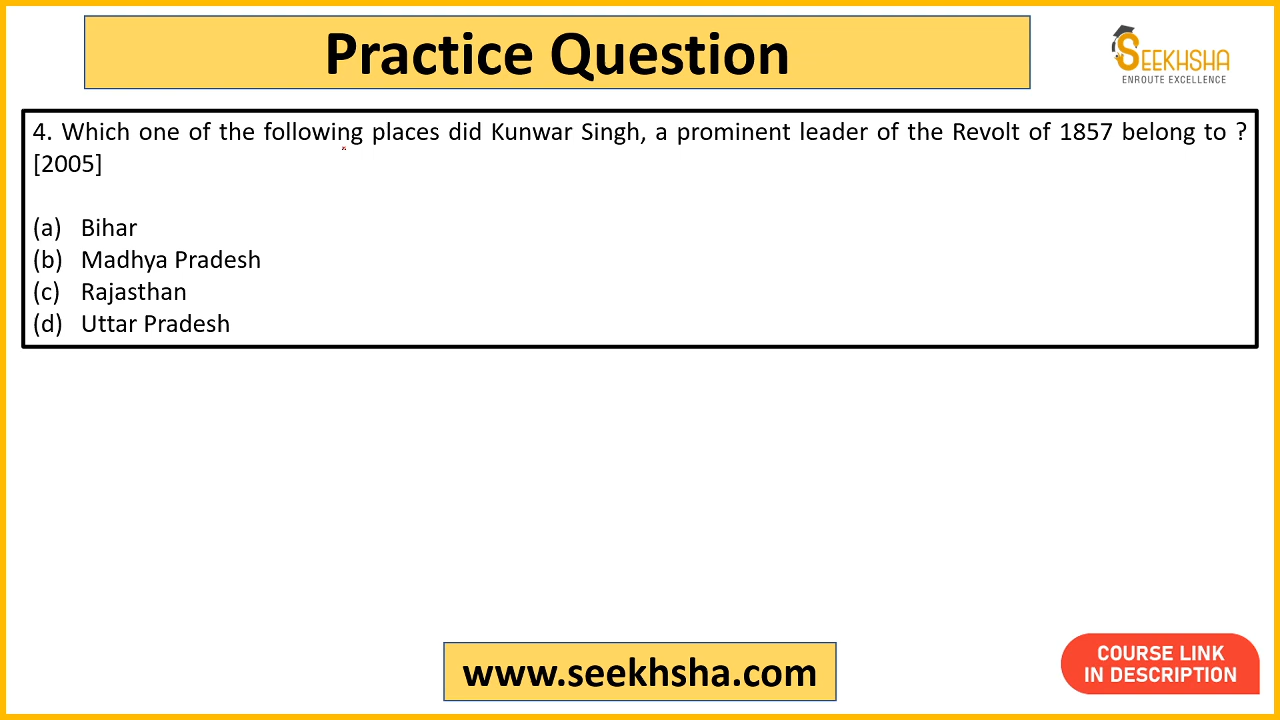 Practice Question
SEEKHSHA
ENROUTE EXCELLENCE
4. Which one of the following places did Kunwar Singh, a prominent leader of the Revolt of 1857 belong to ?
[2005]
(a) Bihar
(b) Madhya Pradesh
(c) Rajasthan
(d) Uttar Pradesh
www.seekhsha.com
COURSE LINK
IN DESCRIPTION